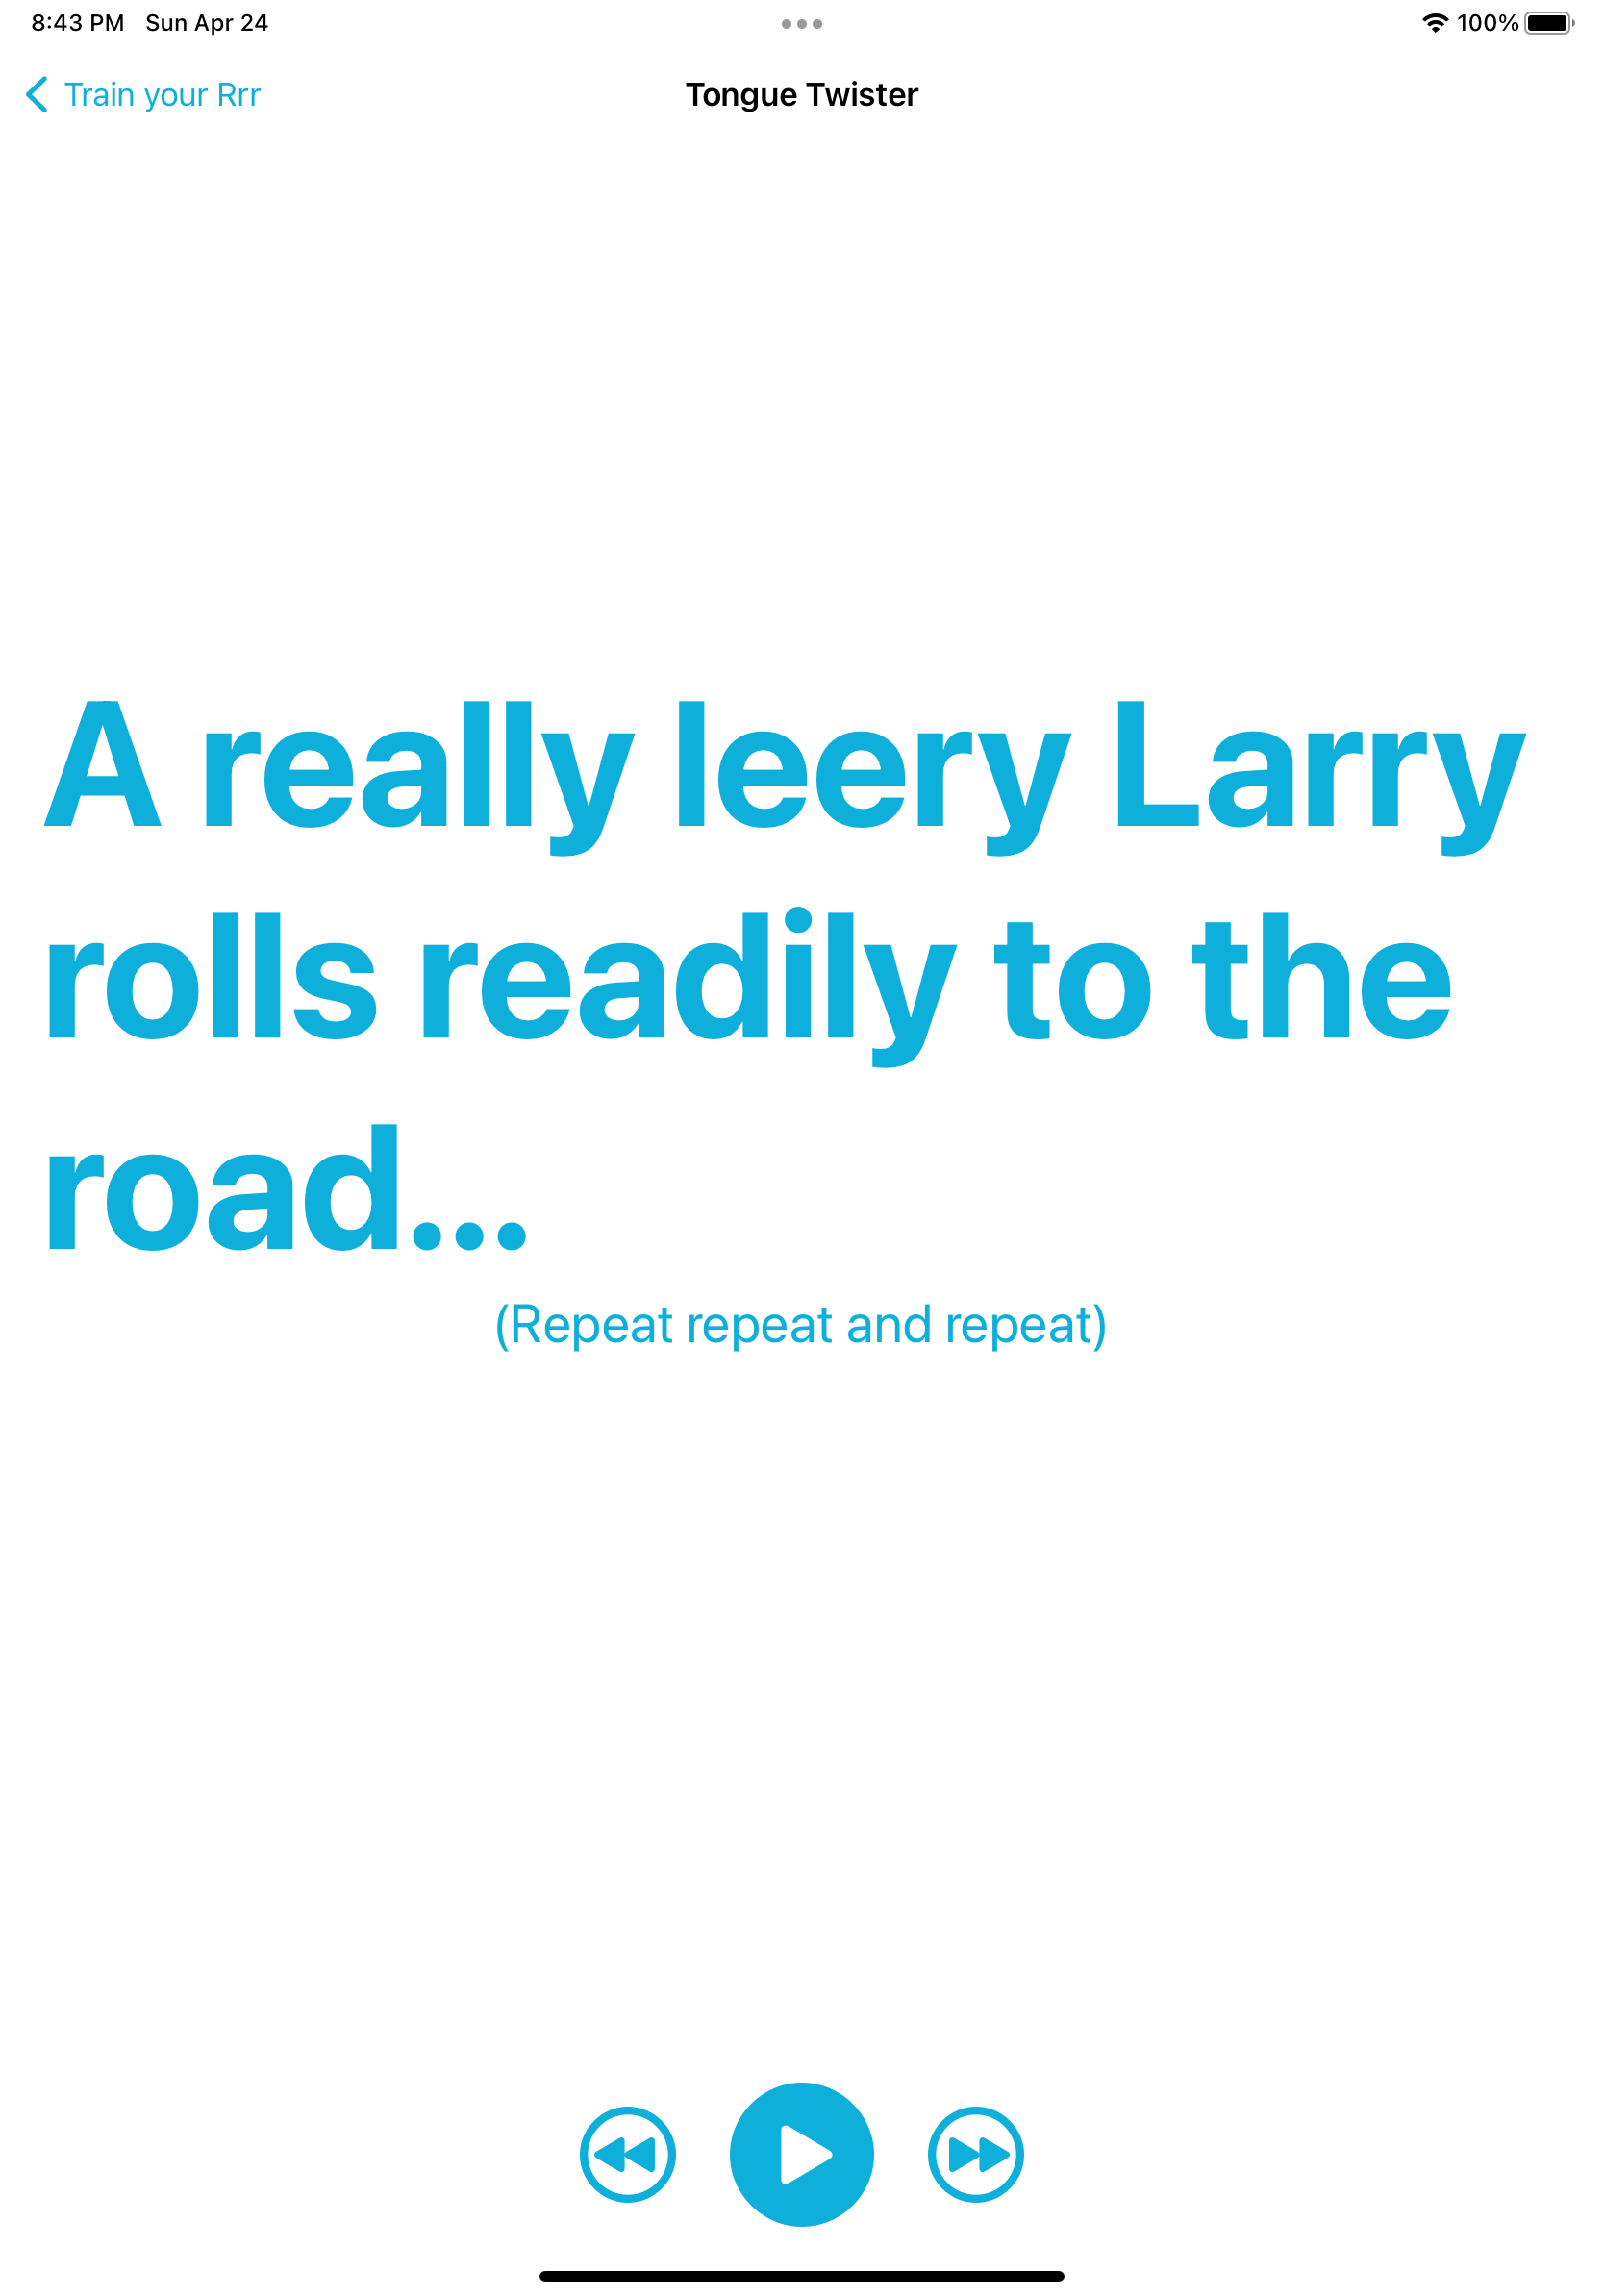 8:43 PM Sun Apr 24 100%
Train your Rrr Tongue Twister
A really leery Larry
rolls readily to the
road...
(Repeat repeat and repeat)